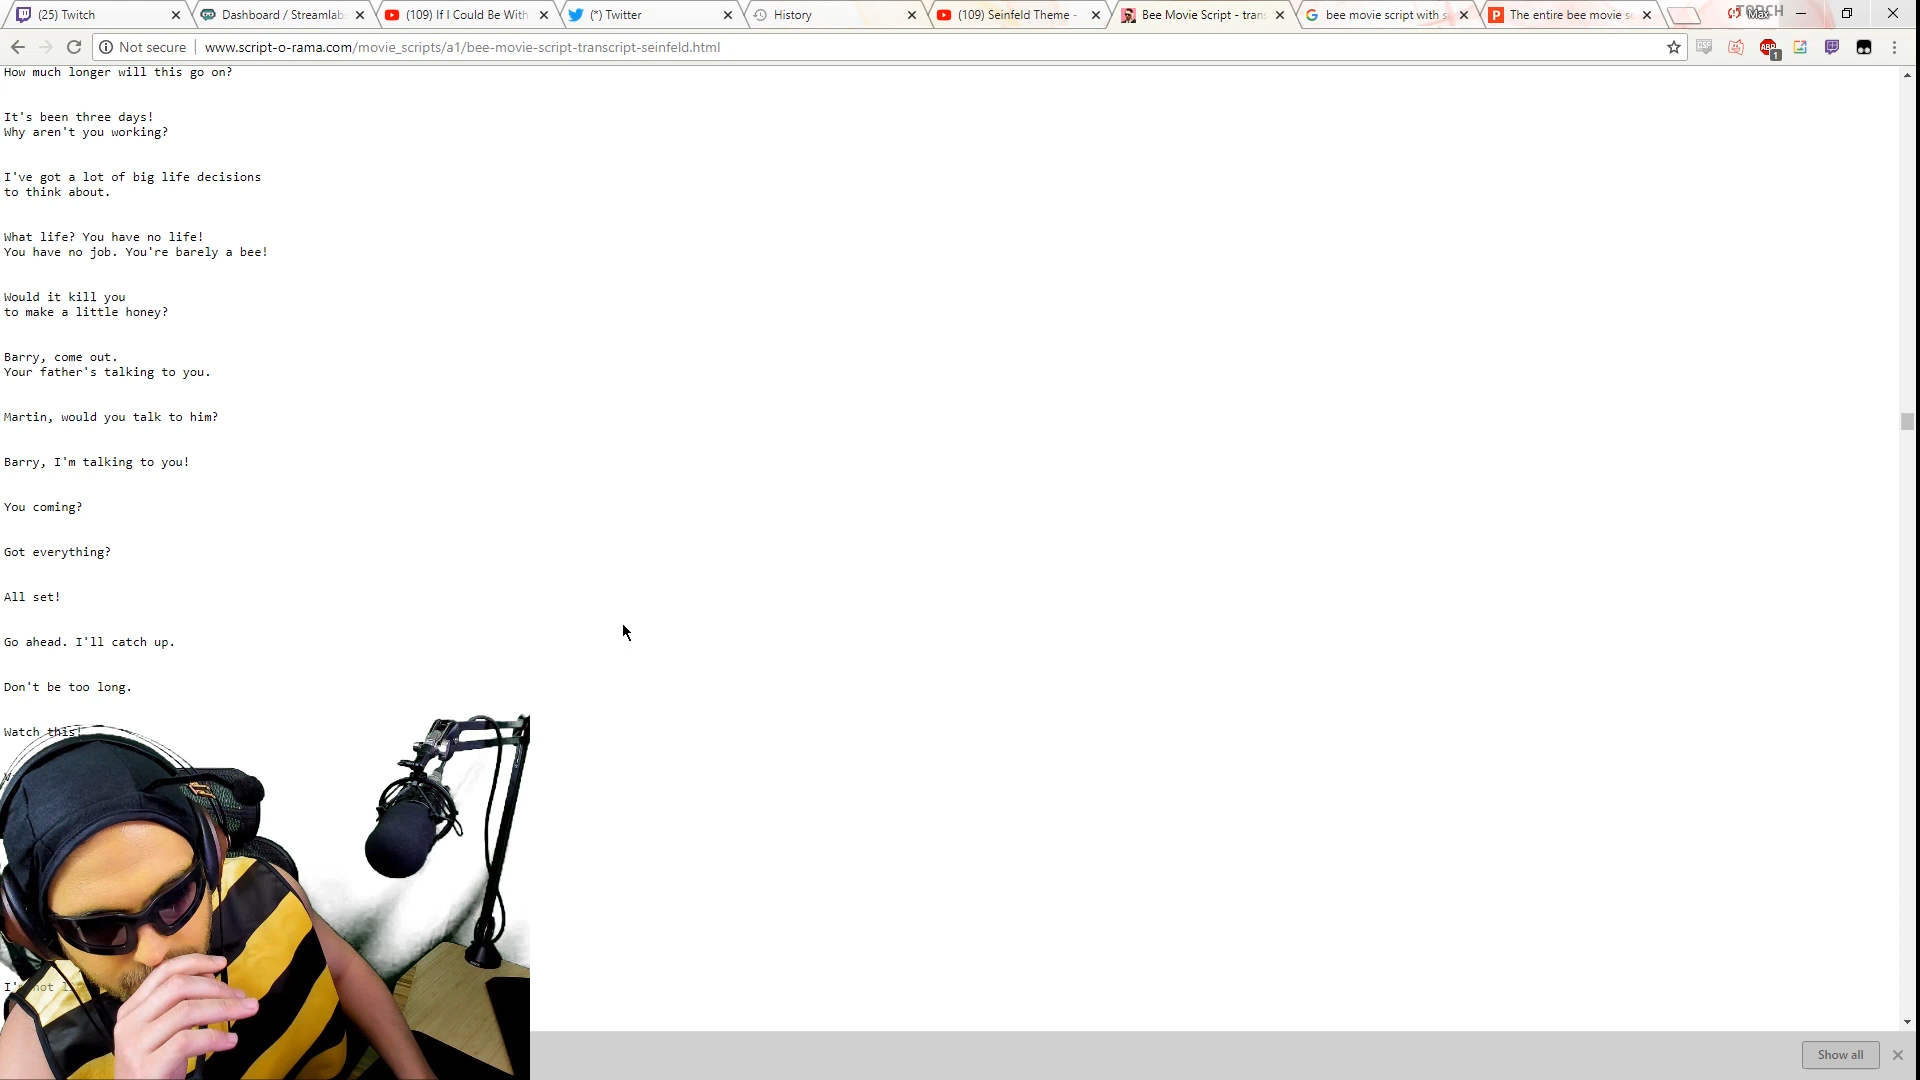 (25) Twitch
Dashboard / Streamlab
(109) If I Could Be With
(*) Twitter
History
(109) Seinfeld Theme -
Bee Movie Script - tran
bee movie script with s
The entire bee movie s
Not secure
www.script-o-rama.com/movie_scripts/a1/bee-movie-script-transcript-seinfeld.html
ABP
1
How much longer will this go on?
It's been three days!
Why aren't you working?
I've got a lot of big life decisions
to think about.
What life? You have no life!
You have no job. You're barely a bee!
Would it kill you
to make a little honey?
Barry, come out.
Your father's talking to you.
Martin, would you talk to him?
Barry, I'm talking to you!
You coming?
Got everything?
All set!
Go ahead. I'll catch up.
Don't be too long.
Watch this!
Show all